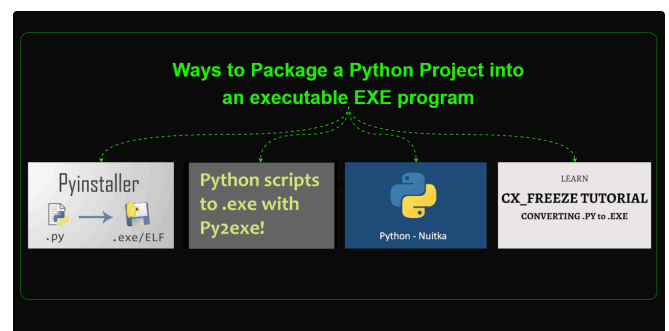 Ways to Package a Python Project into
an executable EXE program
Pyinstaller
.py
.exe/ELF
Python scripts
to .exe with
Py2exe!
Python - Nuitka
LEARN
CX_FREEZE TUTORIAL
CONVERTING .PY to .EXE